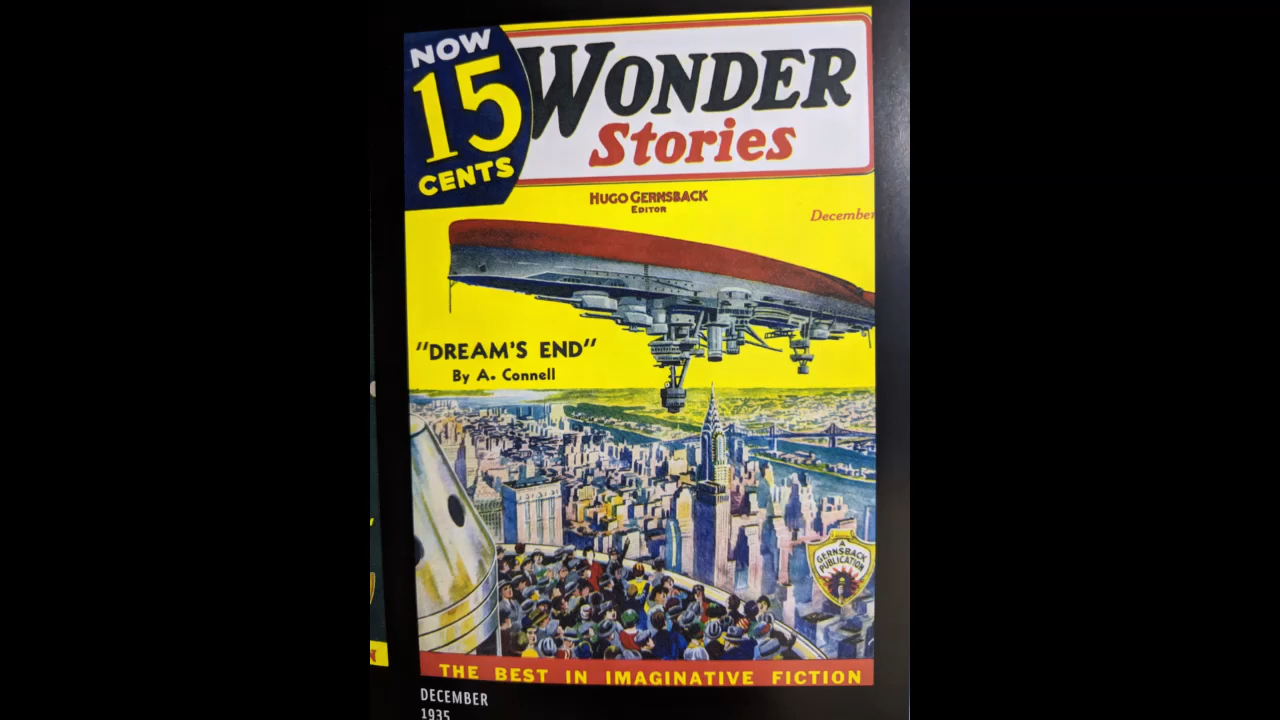 NOW
15
CENTS
WONDER
Stories
HUGO GERNSBACK
EDITOR
December
"DREAM'S END"
By A. Connell
A
GERNSBACK
PUBLICATION
THE BEST IN IMAGINATIVE FICTION
DECEMBER
1935